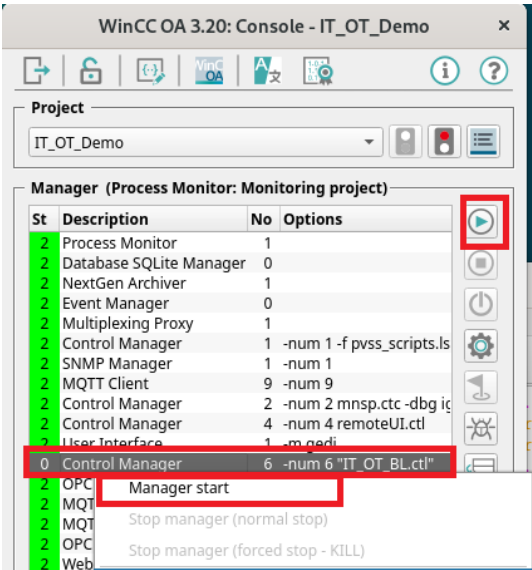 WinCC OA 3.20: Console - IT_OT_Demo
Project
IT_OT_Demo
Manager (Process Monitor: Monitoring project)
St Description No Options
2 Process Monitor 1
2 Database SQLite Manager 0
2 NextGen Archiver 1
2 Event Manager 0
2 Multiplexing Proxy 1
2 Control Manager 1 -num 1 -f pvss_scripts.ls
2 SNMP Manager 1 -num 1
2 MQTT Client 9 -num 9
2 Control Manager 2 -num 2 mnsp.ctc -dbg ig
2 Control Manager 4 -num 4 remoteUI.ctl
2 User Interface 1 -m gedi
0 Control Manager 6 -num 6 "IT_OT_BL.ctl"
2 OPC
Manager start
2 MQT
Stop manager (normal stop)
2 MQT
2 OPC
Stop manager (forced stop - KILL)
2 Web